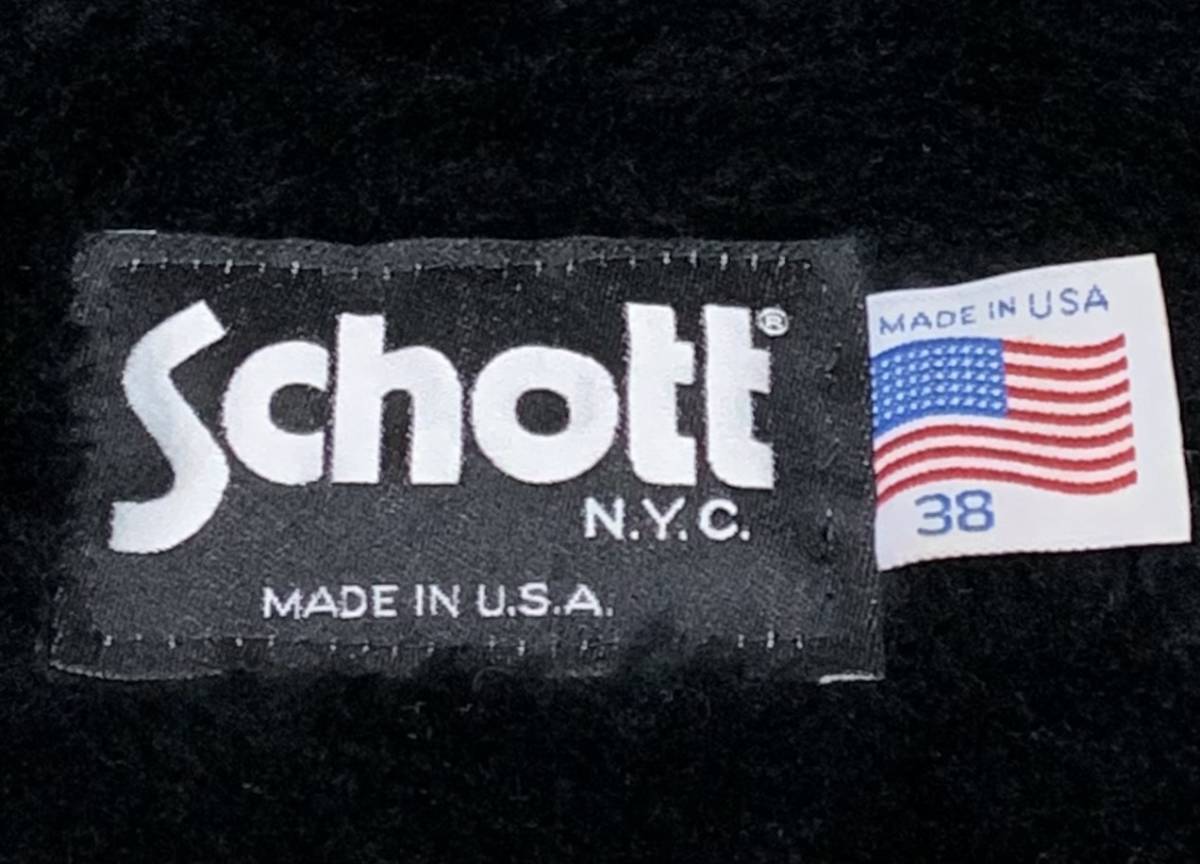 Schott®
N.Y.C.
MADE IN U.S.A.
MADE IN USA
38